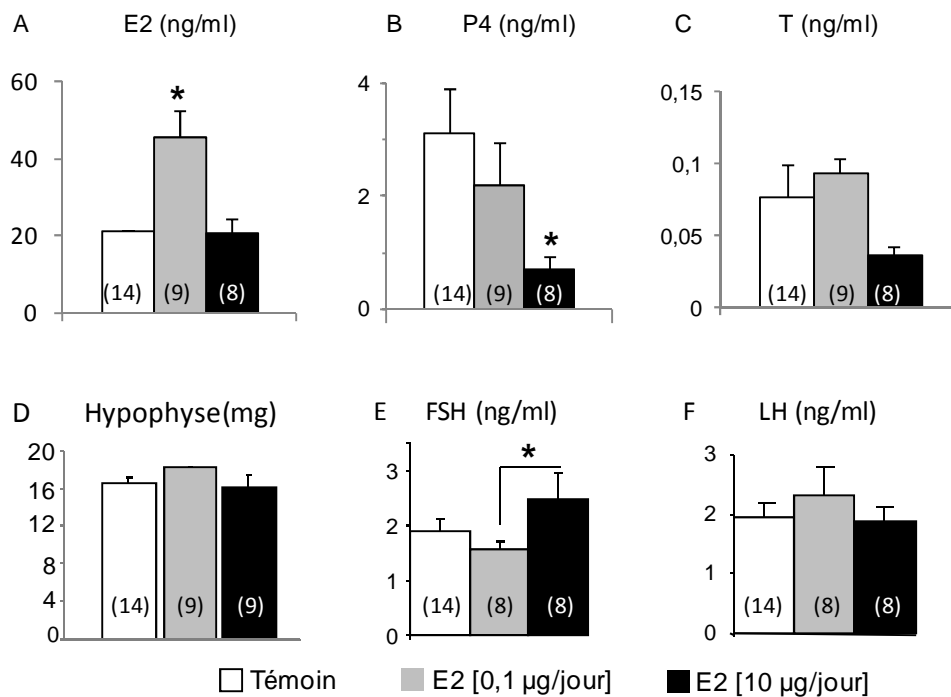 A E2 (ng/ml)
60
40
20
0
*
(14) (9) (8)
B P4 (ng/ml)
4
2
0
*
(14) (9) (8)
C T (ng/ml)
0,15
0,1
0,05
0
(14) (9) (8)
D Hypophyse(mg)
20
16
12
8
4
0
(14) (9) (9)
E FSH (ng/ml)
3
2
1
0
*
(14) (8) (8)
F LH (ng/ml)
3
2
1
0
(14) (8) (8)
Témoin E2 [0,1 µg/jour] E2 [10 µg/jour]